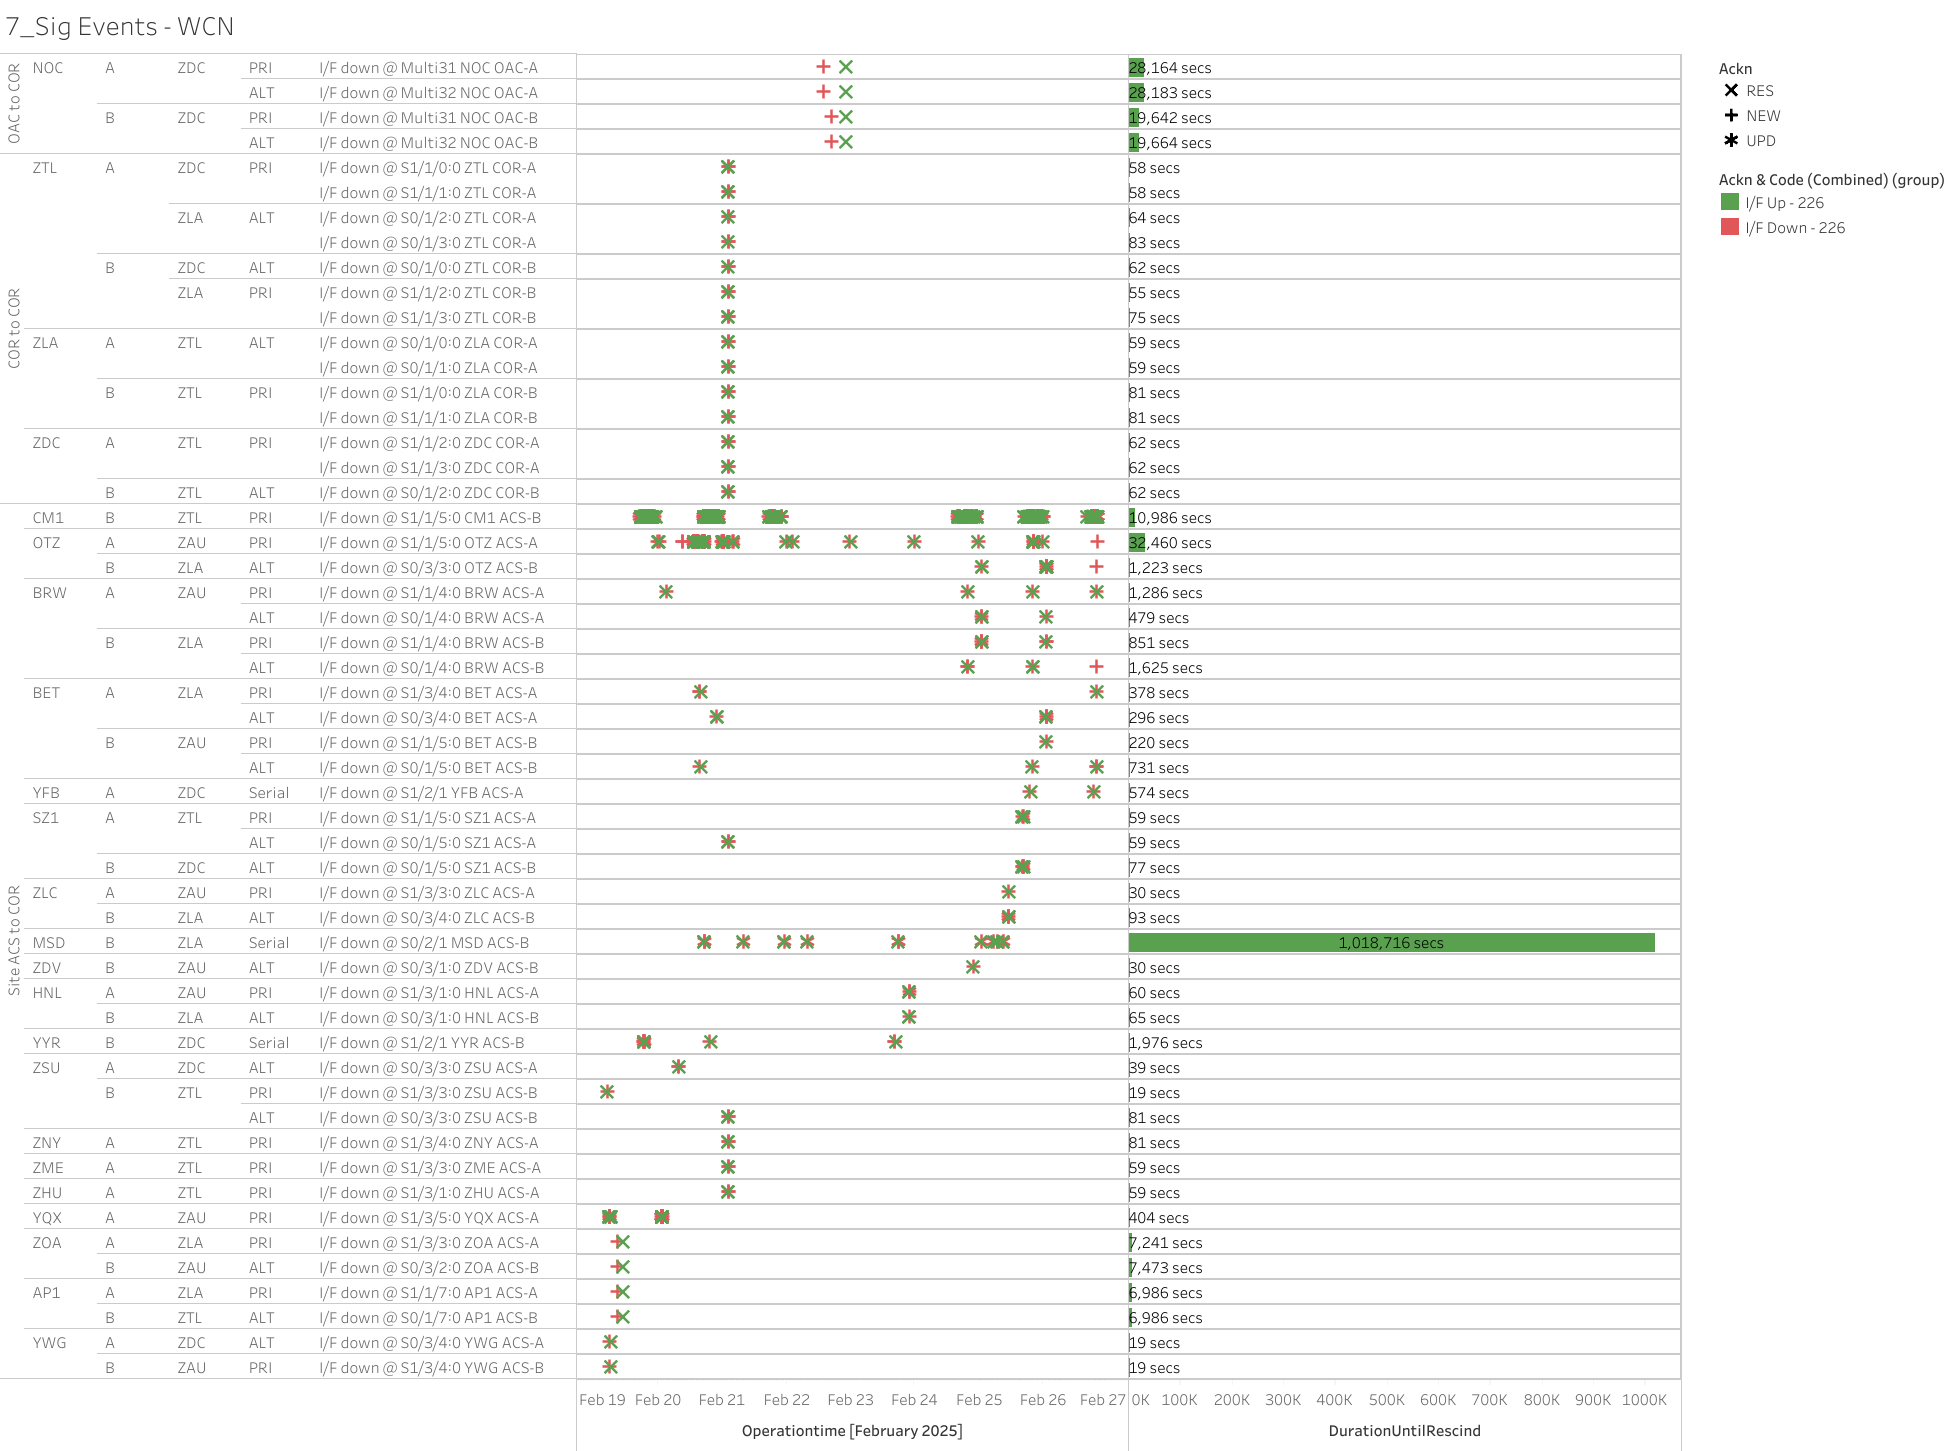 7_Sig Events - WCN
OAC to COR
NOC A ZDC PRI I/F down @ Multi31 NOC OAC-A 28,164 secs
ALT I/F down @ Multi32 NOC OAC-A 28,183 secs
B ZDC PRI I/F down @ Multi31 NOC OAC-B 19,642 secs
ALT I/F down @ Multi32 NOC OAC-B 19,664 secs
COR to COR
ZTL A ZDC PRI I/F down @ S1/1/0:0 ZTL COR-A 58 secs
I/F down @ S1/1/1:0 ZTL COR-A 58 secs
ZLA ALT I/F down @ S0/1/2:0 ZTL COR-A 64 secs
I/F down @ S0/1/3:0 ZTL COR-A 83 secs
B ZDC ALT I/F down @ S0/1/0:0 ZTL COR-B 62 secs
ZLA PRI I/F down @ S1/1/2:0 ZTL COR-B 55 secs
I/F down @ S1/1/3:0 ZTL COR-B 75 secs
ZLA A ZTL ALT I/F down @ S0/1/0:0 ZLA COR-A 59 secs
I/F down @ S0/1/1:0 ZLA COR-A 59 secs
B ZTL PRI I/F down @ S1/1/0:0 ZLA COR-B 81 secs
I/F down @ S1/1/1:0 ZLA COR-B 81 secs
ZDC A ZTL PRI I/F down @ S1/1/2:0 ZDC COR-A 62 secs
I/F down @ S1/1/3:0 ZDC COR-A 62 secs
B ZTL ALT I/F down @ S0/1/2:0 ZDC COR-B 62 secs
Site ACS to COR
CM1 B ZTL PRI I/F down @ S1/1/5:0 CM1 ACS-B 10,986 secs
OTZ A ZAU PRI I/F down @ S1/1/5:0 OTZ ACS-A 32,460 secs
B ZLA ALT I/F down @ S0/3/3:0 OTZ ACS-B 1,223 secs
BRW A ZAU PRI I/F down @ S1/1/4:0 BRW ACS-A 1,286 secs
ALT I/F down @ S0/1/4:0 BRW ACS-A 479 secs
B ZLA PRI I/F down @ S1/1/4:0 BRW ACS-B 851 secs
ALT I/F down @ S0/1/4:0 BRW ACS-B 1,625 secs
BET A ZLA PRI I/F down @ S1/3/4:0 BET ACS-A 378 secs
ALT I/F down @ S0/3/4:0 BET ACS-A 296 secs
B ZAU PRI I/F down @ S1/1/5:0 BET ACS-B 220 secs
ALT I/F down @ S0/1/5:0 BET ACS-B 731 secs
YFB A ZDC Serial I/F down @ S1/2/1 YFB ACS-A 574 secs
SZ1 A ZTL PRI I/F down @ S1/1/5:0 SZ1 ACS-A 59 secs
ALT I/F down @ S0/1/5:0 SZ1 ACS-A 59 secs
B ZDC ALT I/F down @ S0/1/5:0 SZ1 ACS-B 77 secs
ZLC A ZAU PRI I/F down @ S1/3/3:0 ZLC ACS-A 30 secs
B ZLA ALT I/F down @ S0/3/4:0 ZLC ACS-B 93 secs
MSD B ZLA Serial I/F down @ S0/2/1 MSD ACS-B 1,018,716 secs
ZDV B ZAU ALT I/F down @ S0/3/1:0 ZDV ACS-B 30 secs
HNL A ZAU PRI I/F down @ S1/3/1:0 HNL ACS-A 60 secs
B ZLA ALT I/F down @ S0/3/1:0 HNL ACS-B 65 secs
YYR B ZDC Serial I/F down @ S1/2/1 YYR ACS-B 1,976 secs
ZSU A ZDC ALT I/F down @ S0/3/3:0 ZSU ACS-A 39 secs
B ZTL PRI I/F down @ S1/3/3:0 ZSU ACS-B 19 secs
ALT I/F down @ S0/3/3:0 ZSU ACS-B 81 secs
ZNY A ZTL PRI I/F down @ S1/3/4:0 ZNY ACS-A 81 secs
ZME A ZTL PRI I/F down @ S1/3/3:0 ZME ACS-A 59 secs
ZHU A ZTL PRI I/F down @ S1/3/1:0 ZHU ACS-A 59 secs
YQX A ZAU PRI I/F down @ S1/3/5:0 YQX ACS-A 404 secs
ZOA A ZLA PRI I/F down @ S1/3/3:0 ZOA ACS-A 7,241 secs
B ZAU ALT I/F down @ S0/3/2:0 ZOA ACS-B 7,473 secs
AP1 A ZLA PRI I/F down @ S1/1/7:0 AP1 ACS-A 6,986 secs
B ZTL ALT I/F down @ S0/1/7:0 AP1 ACS-B 6,986 secs
YWG A ZDC ALT I/F down @ S0/3/4:0 YWG ACS-A 19 secs
B ZAU PRI I/F down @ S1/3/4:0 YWG ACS-B 19 secs
Feb 19 Feb 20 Feb 21 Feb 22 Feb 23 Feb 24 Feb 25 Feb 26 Feb 27 0K 100K 200K 300K 400K 500K 600K 700K 800K 900K 1000K
Operationtime [February 2025] DurationUntilRescind
Ackn
RES
NEW
UPD
Ackn & Code (Combined) (group)
I/F Up - 226
I/F Down - 226